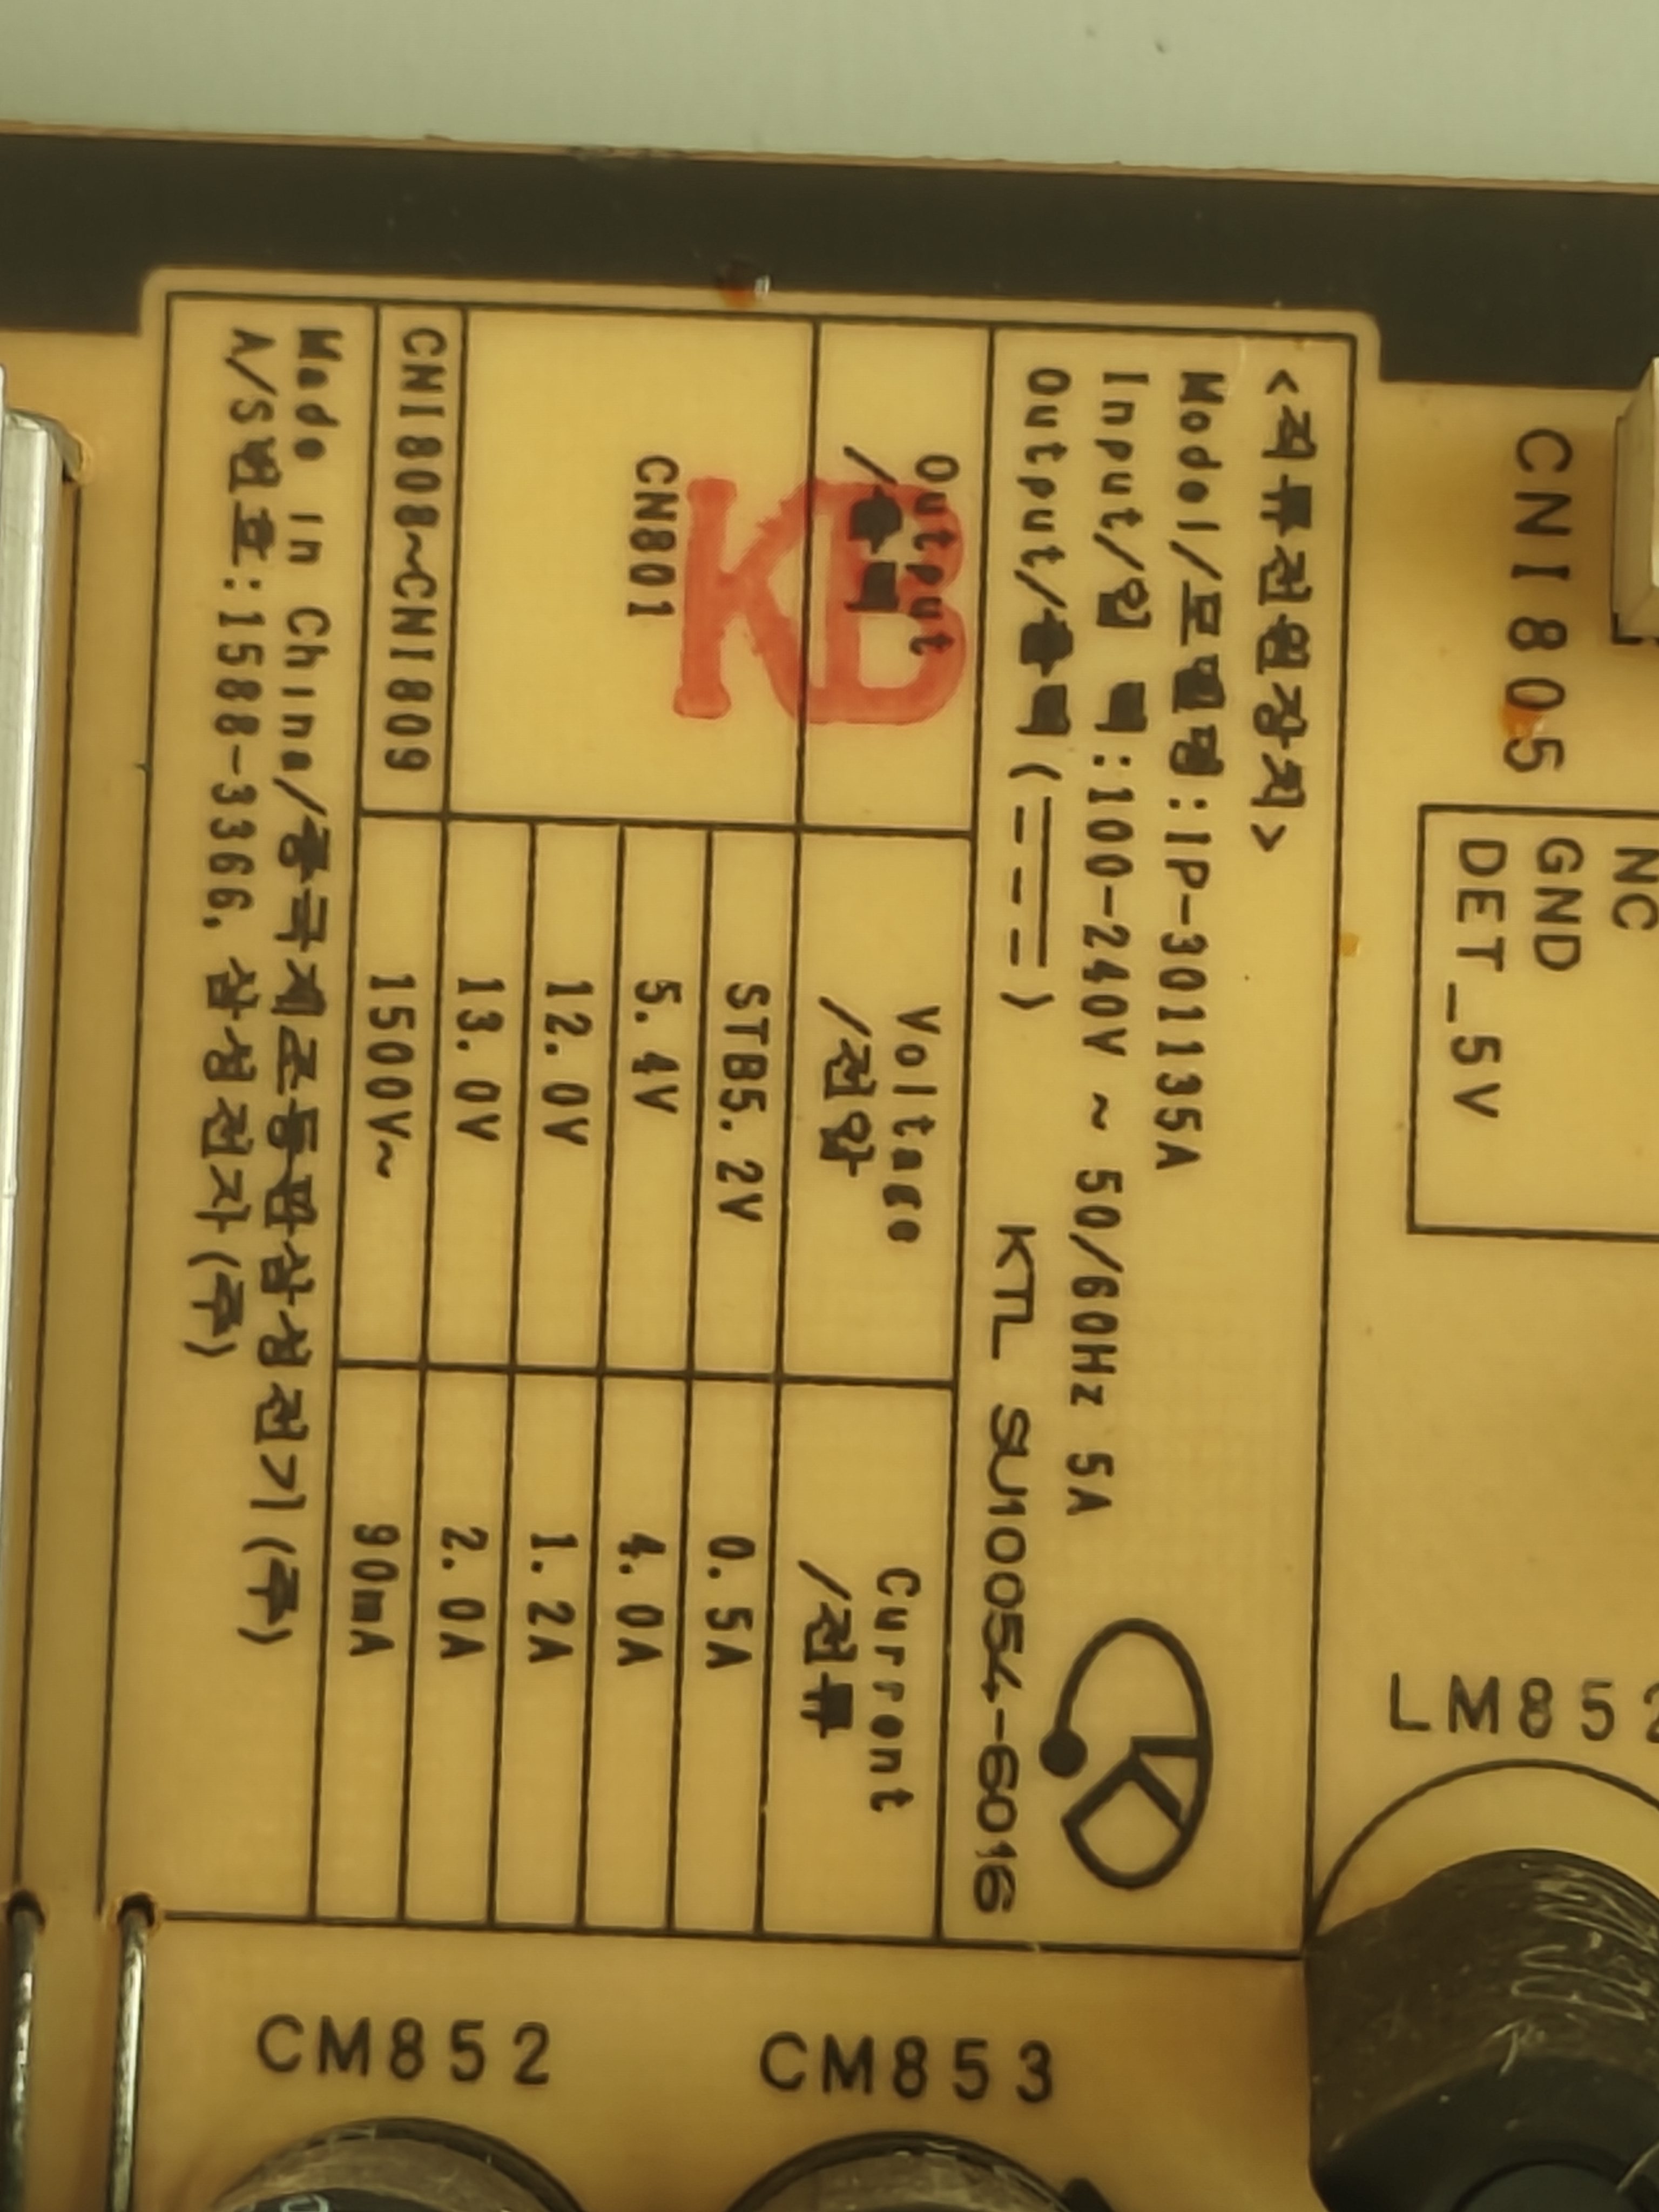 <직류전원장치>
Model/모델명:IP-301135A
Input/입 력:100-240V ~ 50/60Hz 5A
Output/출력(⎓)
KTL SU10054-6016
Output
/출력
Voltage
/전압
Current
/전류
CN801
STB5.2V
0.5A
5.4V
4.0A
12.0V
1.2A
13.0V
2.0A
CNI808~CNI809
1500V~
90mA
Made in China/중국제조동관삼성전기(주)
A/S번호:1588-3366, 삼성전자(주)
KB
CNI805
NC
GND
DET_5V
LM852
CM852
CM853